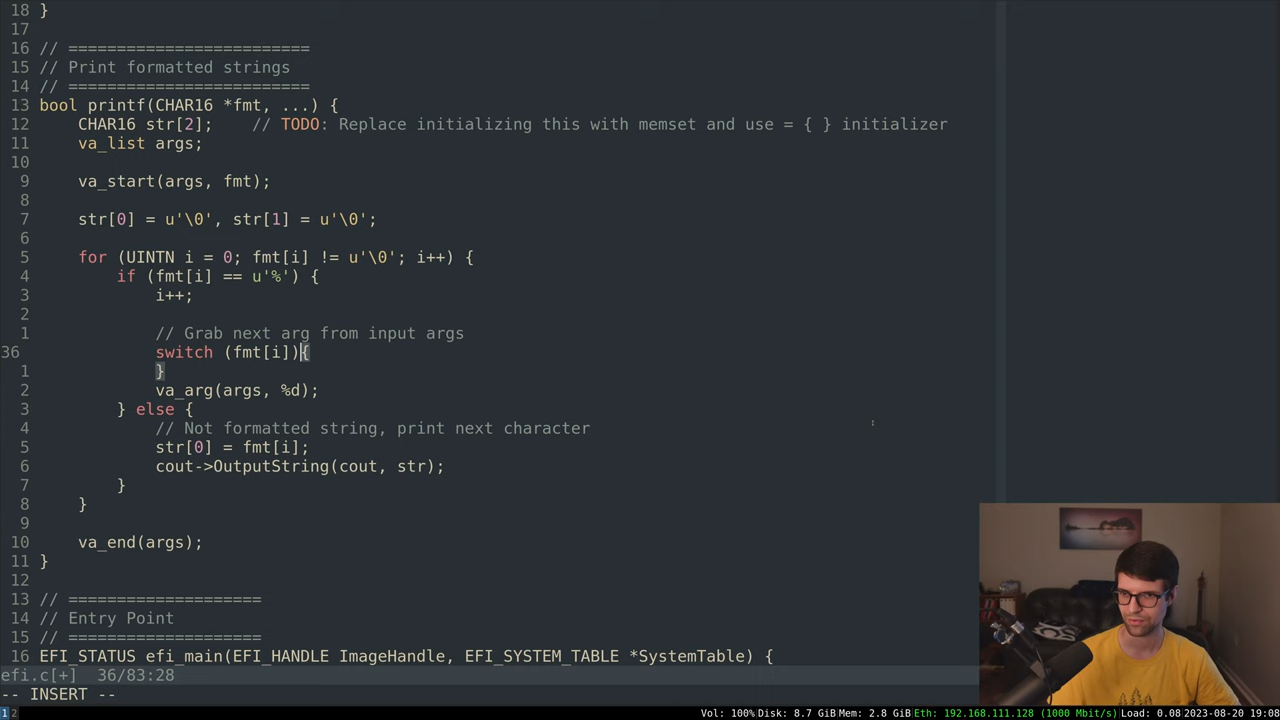 18 }
17
16 // =========================
15 // Print formatted strings
14 // =========================
13 bool printf(CHAR16 *fmt, ...) {
12     CHAR16 str[2];    // TODO: Replace initializing this with memset and use = { } initializer
11     va_list args;
10
9     va_start(args, fmt);
8
7     str[0] = u'\0', str[1] = u'\0';
6
5     for (UINTN i = 0; fmt[i] != u'\0'; i++) {
4         if (fmt[i] == u'%') {
3             i++;
2
1             // Grab next arg from input args
36             switch (fmt[i]){
1             }
2             va_arg(args, %d);
3         } else {
4             // Not formatted string, print next character
5             str[0] = fmt[i];
6             cout->OutputString(cout, str);
7         }
8     }
9
10     va_end(args);
11 }
12
13 // ====================
14 // Entry Point
15 // ====================
16 EFI_STATUS efi_main(EFI_HANDLE ImageHandle, EFI_SYSTEM_TABLE *SystemTable) {
efi.c[+]  36/83:28
-- INSERT --
1 2 Vol: 100% Disk: 8.7 GiB Mem: 2.8 GiB Eth: 192.168.111.128 (1000 Mbit/s) Load: 0.08 2023-08-20 19:08